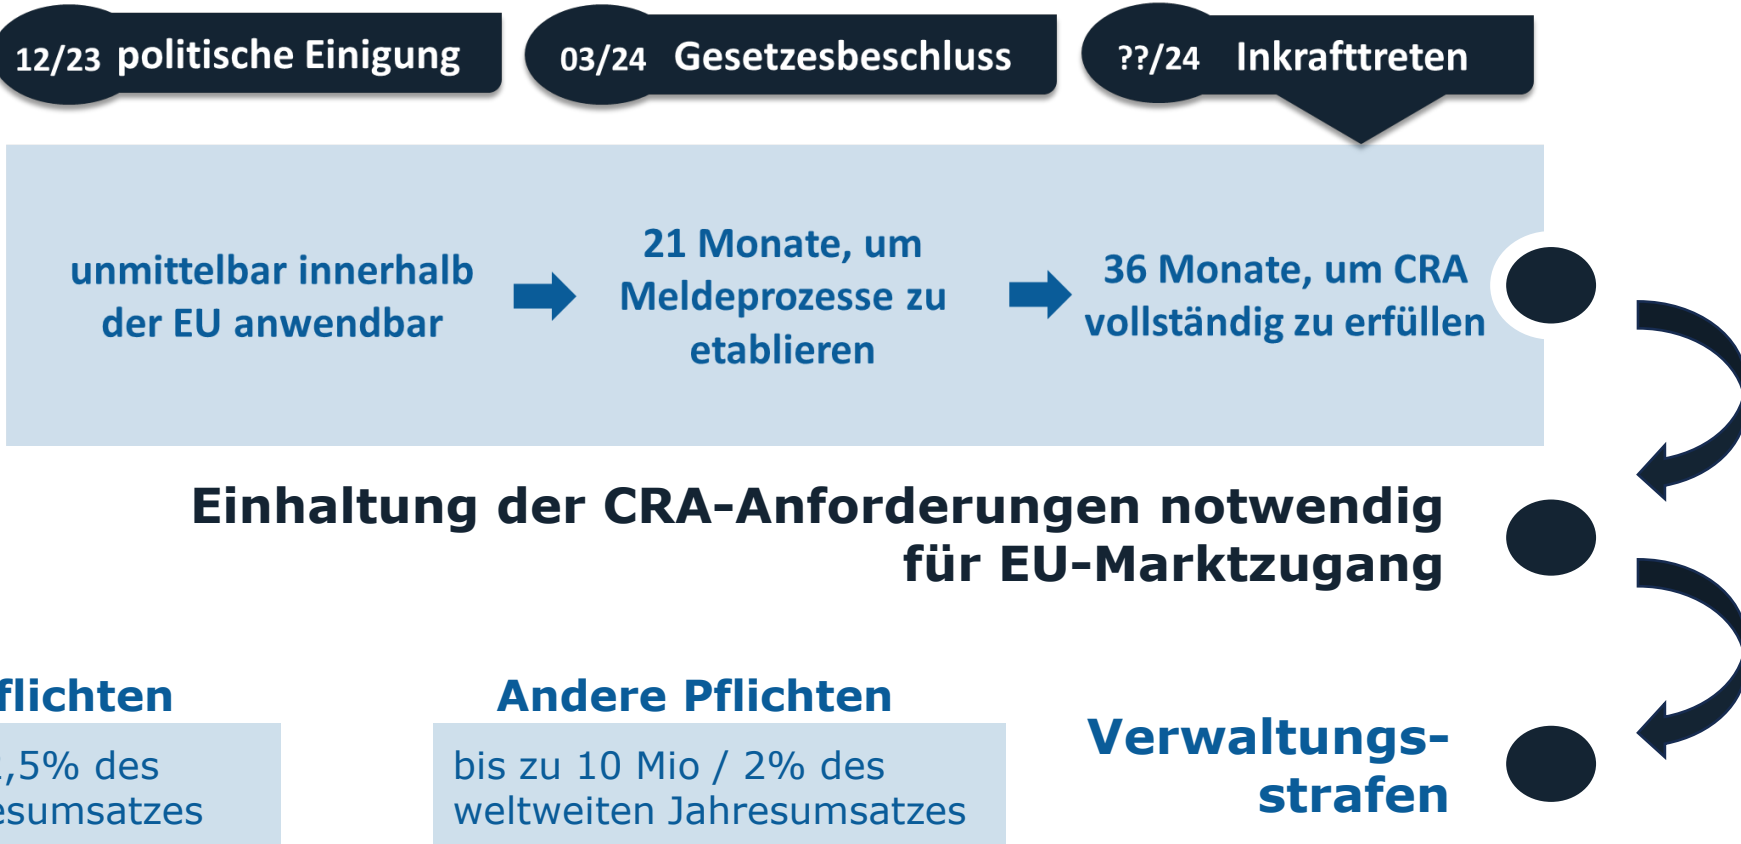 12/23 politische Einigung
03/24 Gesetzesbeschluss
??/24 Inkrafttreten
unmittelbar innerhalb
der EU anwendbar
21 Monate, um
Meldeprozesse zu
etablieren
36 Monate, um CRA
vollständig zu erfüllen
Einhaltung der CRA-Anforderungen notwendig
für EU-Marktzugang
flichten
,5% des
esumsatzes
Andere Pflichten
bis zu 10 Mio / 2% des
weltweiten Jahresumsatzes
Verwaltungs-
strafen